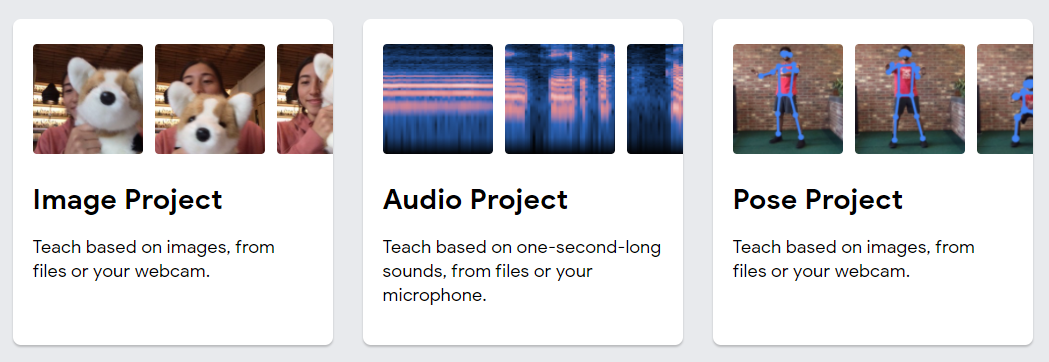 Image Project
Teach based on images, from
files or your webcam.
Audio Project
Teach based on one-second-long
sounds, from files or your
microphone.
Pose Project
Teach based on images, from
files or your webcam.